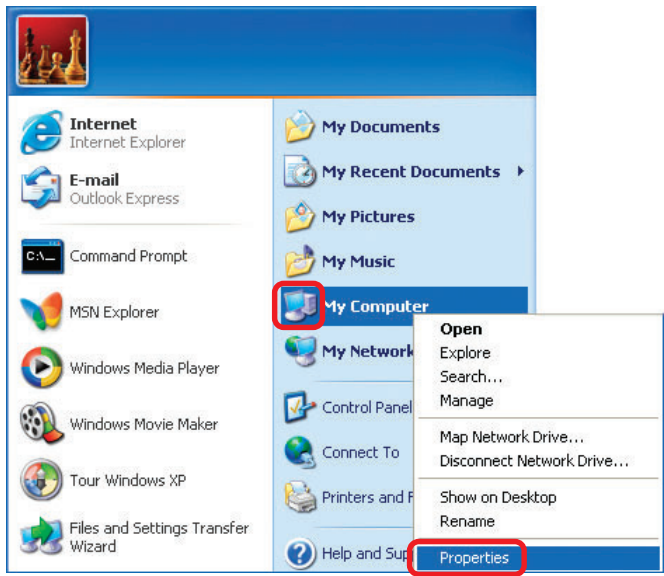 Internet
Internet Explorer
E-mail
Outlook Express
C:\_
Command Prompt
MSN Explorer
Windows Media Player
Windows Movie Maker
Tour Windows XP
Files and Settings Transfer
Wizard
My Documents
My Recent Documents
My Pictures
My Music
My Computer
My Network
Control Panel
Connect To
Printers and F
Help and Sup
Open
Explore
Search...
Manage
Map Network Drive...
Disconnect Network Drive...
Show on Desktop
Rename
Properties